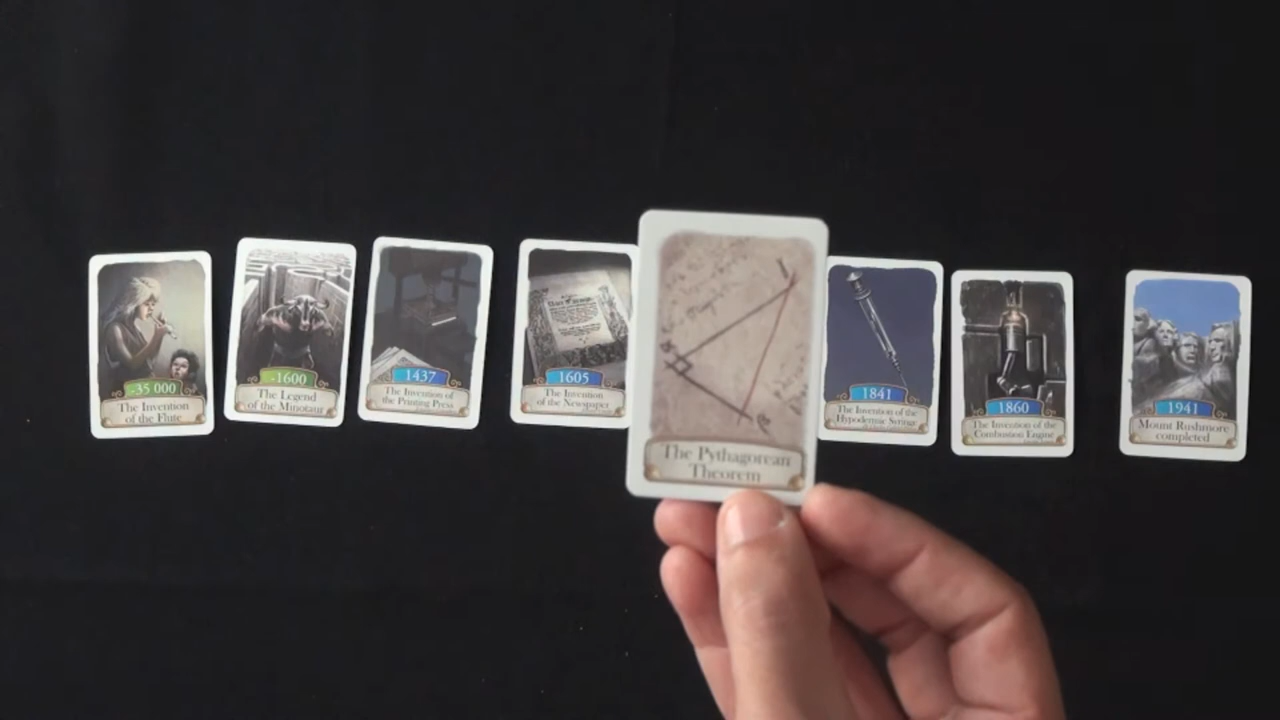 -35 000
The Invention
of the Flute
-1600
The Legend
of the Minotaur
1437
The Invention of
the Printing Press
1605
The Invention
of the Newspaper
The Pythagorean
Theorem
1841
The Invention of the
Hypodermic Syringe
1860
The Invention of the
Combustion Engine
1941
Mount Rushmore
completed